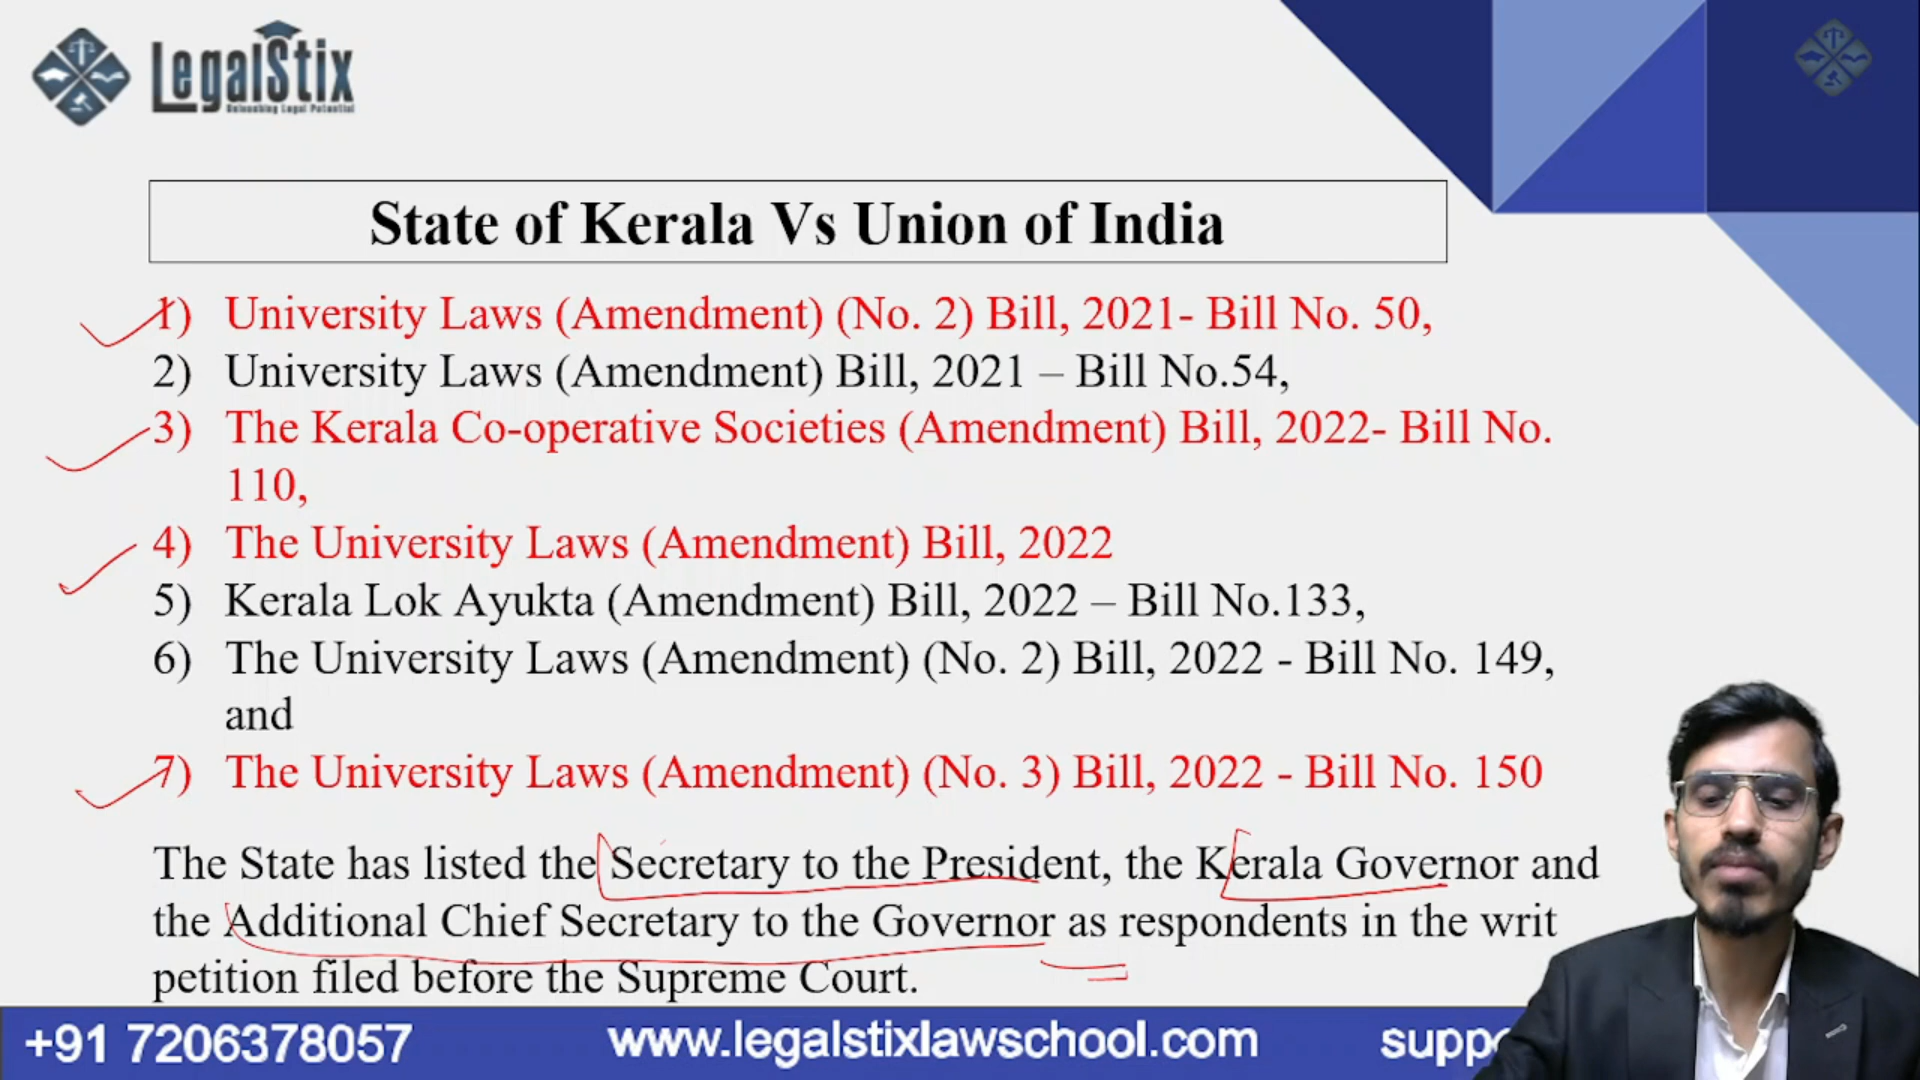 LegalStix
Unleashing Legal Potential
State of Kerala Vs Union of India
1) University Laws (Amendment) (No. 2) Bill, 2021- Bill No. 50,
2) University Laws (Amendment) Bill, 2021 – Bill No.54,
3) The Kerala Co-operative Societies (Amendment) Bill, 2022- Bill No.
110,
4) The University Laws (Amendment) Bill, 2022
5) Kerala Lok Ayukta (Amendment) Bill, 2022 – Bill No.133,
6) The University Laws (Amendment) (No. 2) Bill, 2022 - Bill No. 149,
and
7) The University Laws (Amendment) (No. 3) Bill, 2022 - Bill No. 150
The State has listed the Secretary to the President, the Kerala Governor and
the Additional Chief Secretary to the Governor as respondents in the writ
petition filed before the Supreme Court.
+91 7206378057 www.legalstixlawschool.com